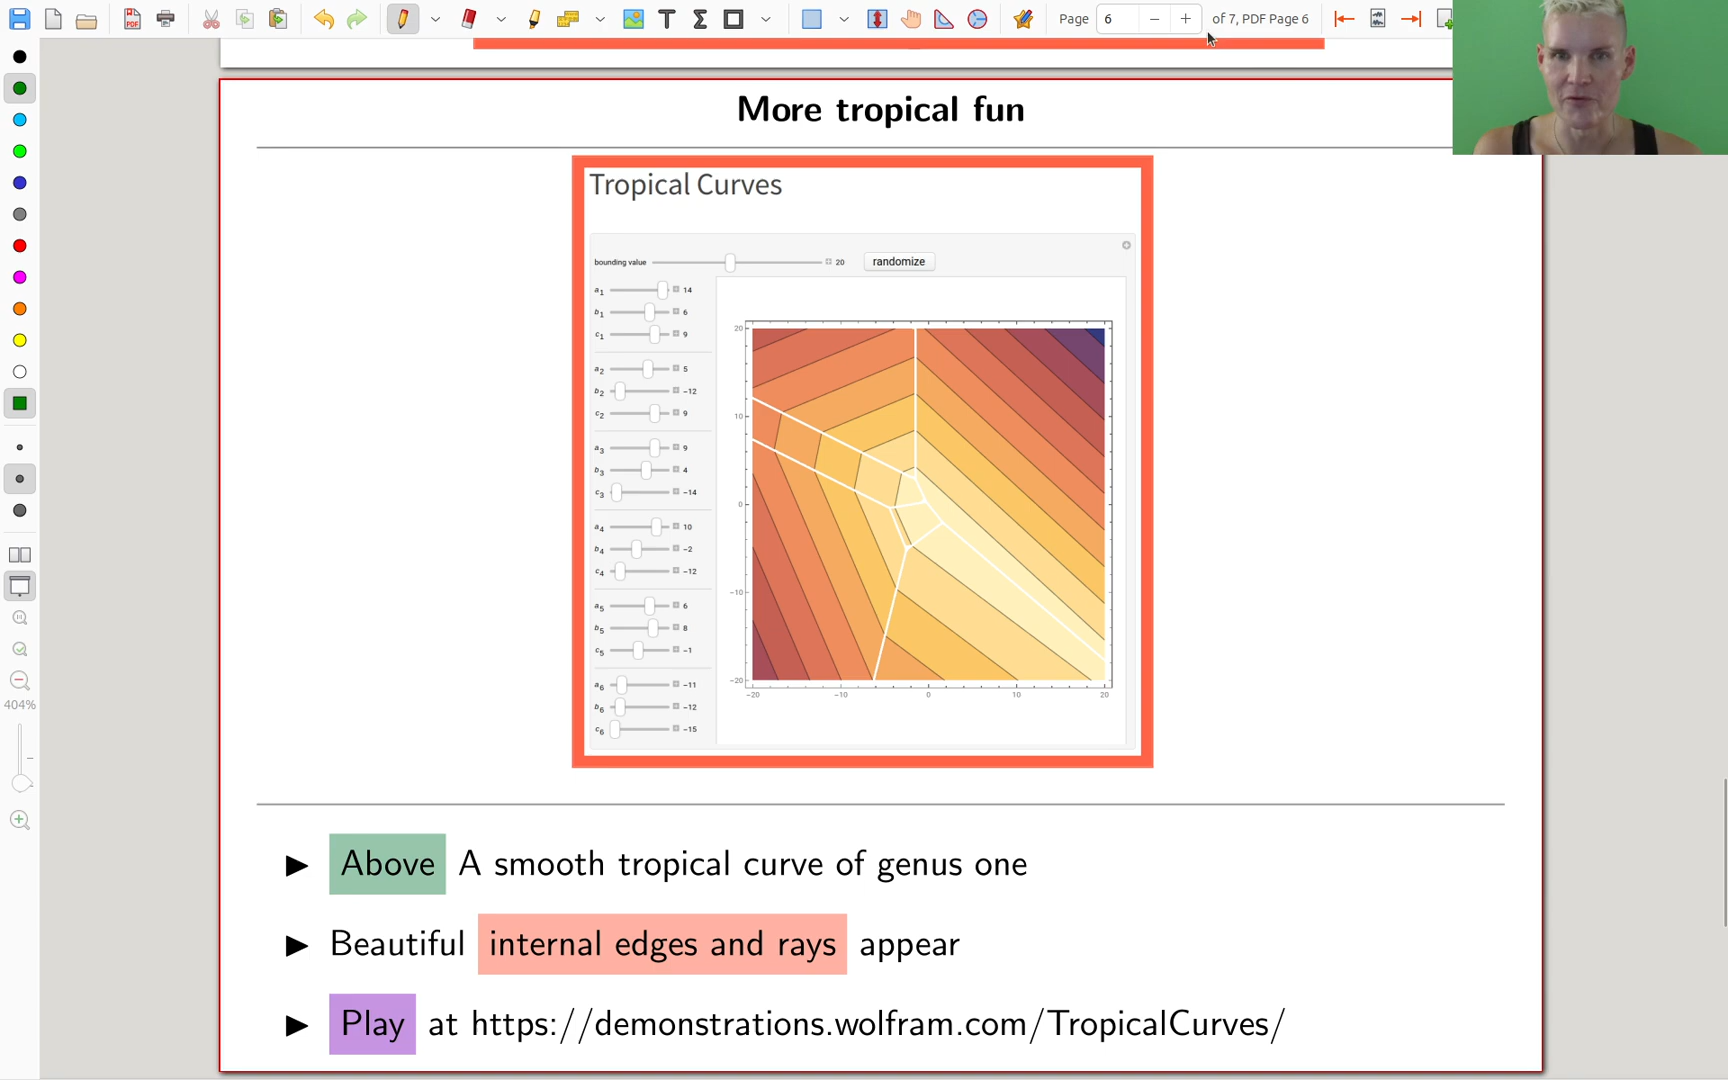 Page 6 of 7, PDF Page 6
More tropical fun
Tropical Curves
bounding value 20 randomize
a1 14
b1 6
c1 9
a2 5
b2 -12
c2 9
a3 9
b3 4
c3 -14
a4 10
b4 -2
c4 -12
a5 6
b5 8
c5 -1
a6 -11
b6 -12
c6 -15
20
10
0
-10
-20
-20 -10 0 10 20
404%
▶ Above A smooth tropical curve of genus one
▶ Beautiful internal edges and rays appear
▶ Play at https://demonstrations.wolfram.com/TropicalCurves/